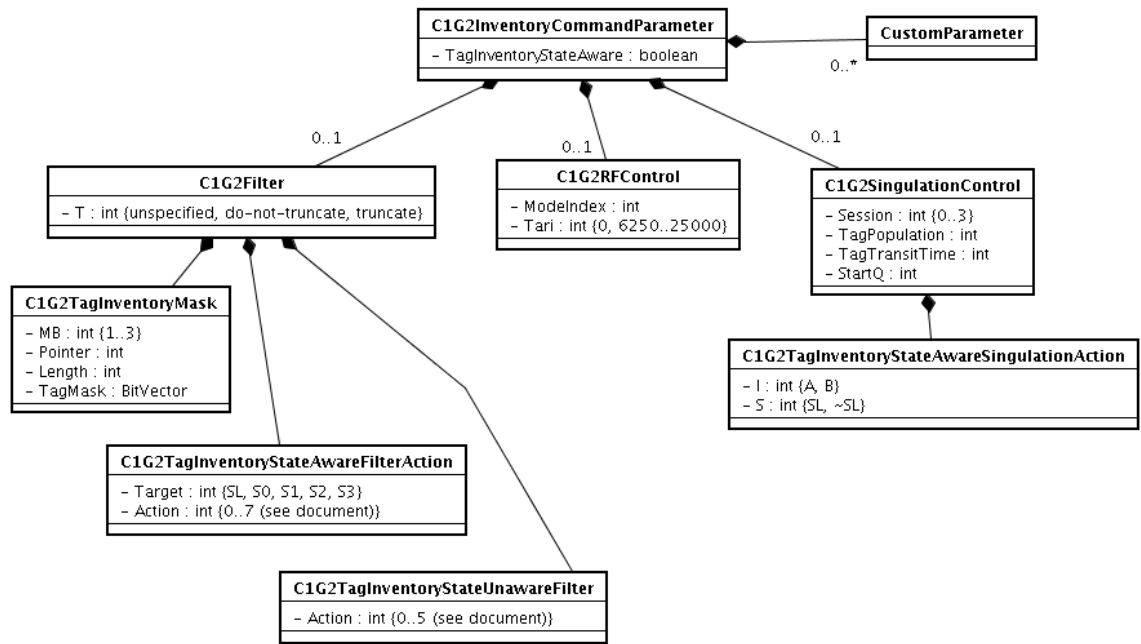 C1G2InventoryCommandParameter
– TagInventoryStateAware : boolean
CustomParameter
0..*
0..1
0..1
0..1
C1G2Filter
– T : int {unspecified, do-not-truncate, truncate}
C1G2RFControl
– ModeIndex : int
– Tari : int {0, 6250..25000}
C1G2SingulationControl
– Session : int {0..3}
– TagPopulation : int
– TagTransitTime : int
– StartQ : int
C1G2TagInventoryMask
– MB : int {1..3}
– Pointer : int
– Length : int
– TagMask : BitVector
C1G2TagInventoryStateAwareSingulationAction
– I : int {A, B}
– S : int {SL, ~SL}
C1G2TagInventoryStateAwareFilterAction
– Target : int {SL, S0, S1, S2, S3}
– Action : int {0..7 (see document)}
C1G2TagInventoryStateUnawareFilter
– Action : int {0..5 (see document)}